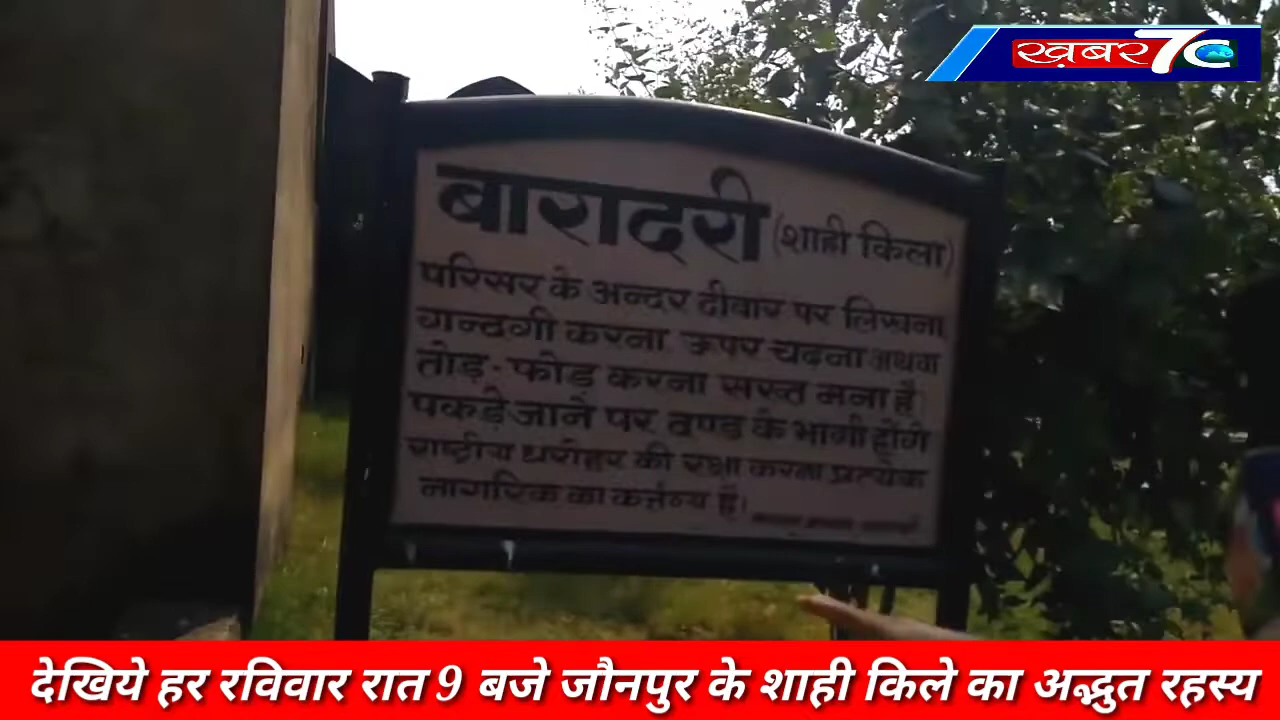 ख़बर 7C
बारादरी (शाही किला)
परिसर के अन्दर दीवार पर लिखना
गन्दगी करना ऊपर चढ़ना अथवा
तोड़-फोड़ करना सख्त मना है।
पकड़े जाने पर दण्ड के भागी होंगे
राष्ट्रीय धरोहर की रक्षा करना प्रत्येक
नागरिक का कर्त्तव्य है।
देखिये हर रविवार रात 9 बजे जौनपुर के शाही किले का अद्भुत रहस्य